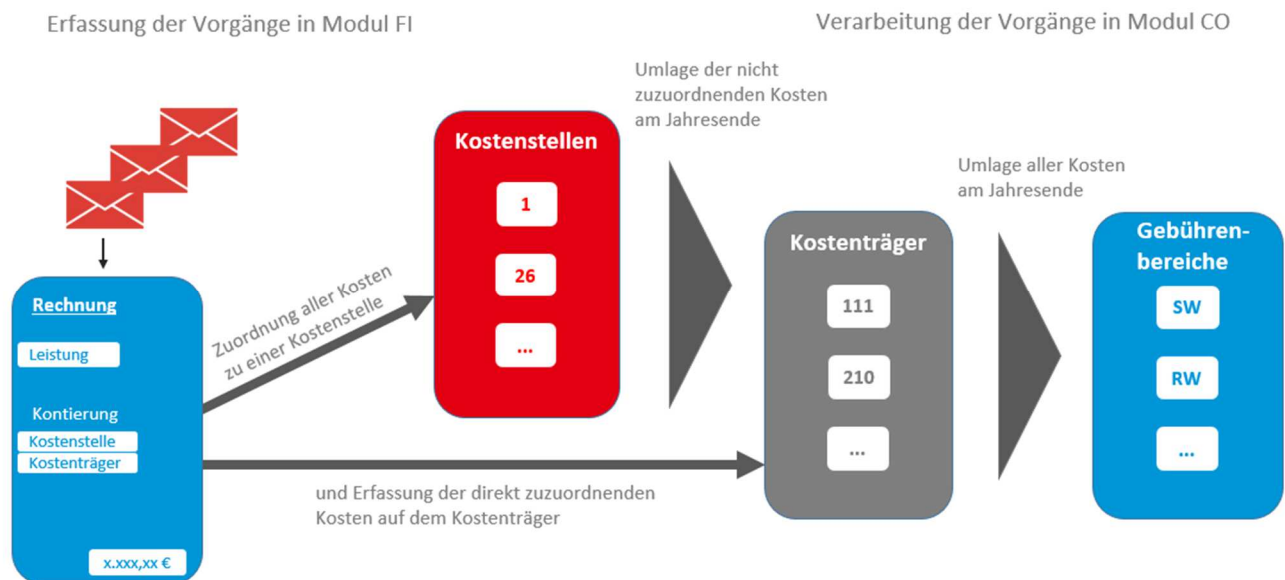 Erfassung der Vorgänge in Modul FI
Verarbeitung der Vorgänge in Modul CO
Rechnung
Leistung
Kontierung
Kostenstelle
Kostenträger
x.xxx,xx €
Zuordnung aller Kosten
zu einer Kostenstelle
und Erfassung der direkt zuzuordnenden
Kosten auf dem Kostenträger
Kostenstellen
1
26
...
Umlage der nicht
zuzuordnenden Kosten
am Jahresende
Kostenträger
111
210
...
Umlage aller Kosten
am Jahresende
Gebühren-
bereiche
SW
RW
...